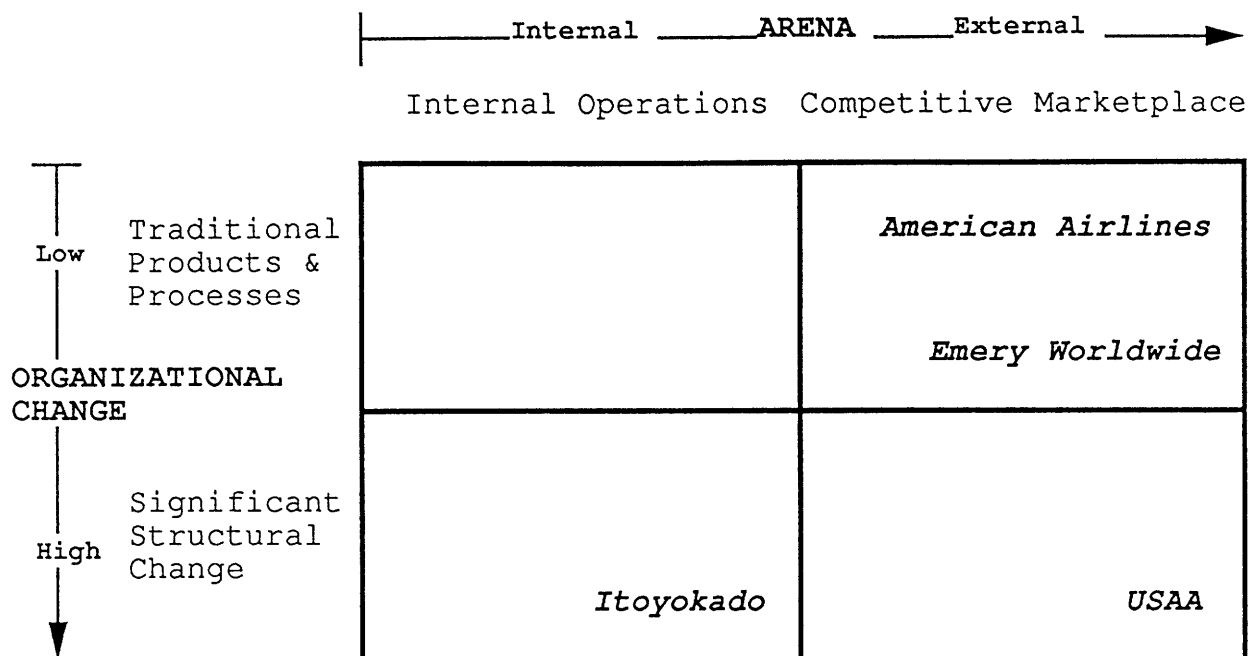 Internal ARENA External
Internal Operations Competitive Marketplace
Low
Traditional
Products &
Processes
American Airlines
Emery Worldwide
ORGANIZATIONAL
CHANGE
High
Significant
Structural
Change
Itoyokado
USAA